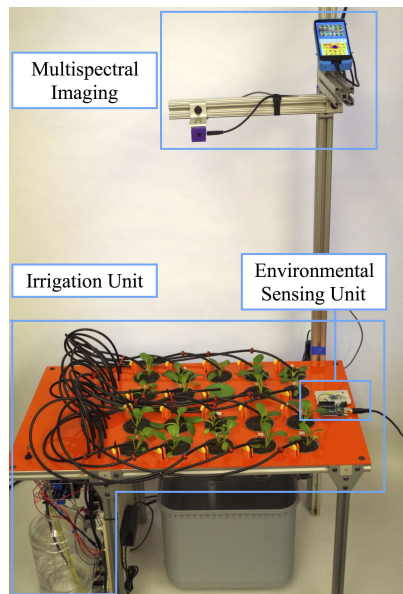 Multispectral
Imaging
Irrigation Unit
Environmental
Sensing Unit